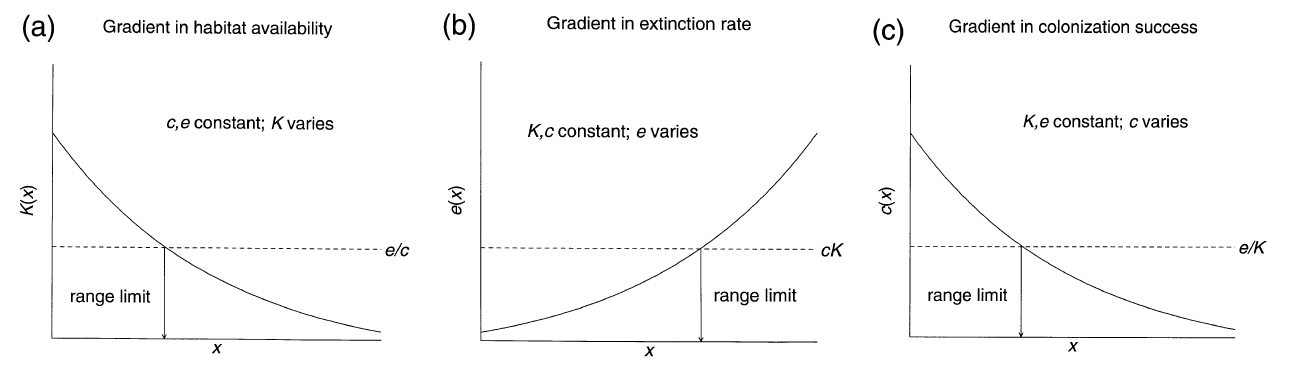 (a) Gradient in habitat availability
c,e constant; K varies
K(x)
e/c
range limit
x
(b) Gradient in extinction rate
K,c constant; e varies
e(x)
cK
range limit
x
(c) Gradient in colonization success
K,e constant; c varies
c(x)
e/K
range limit
x